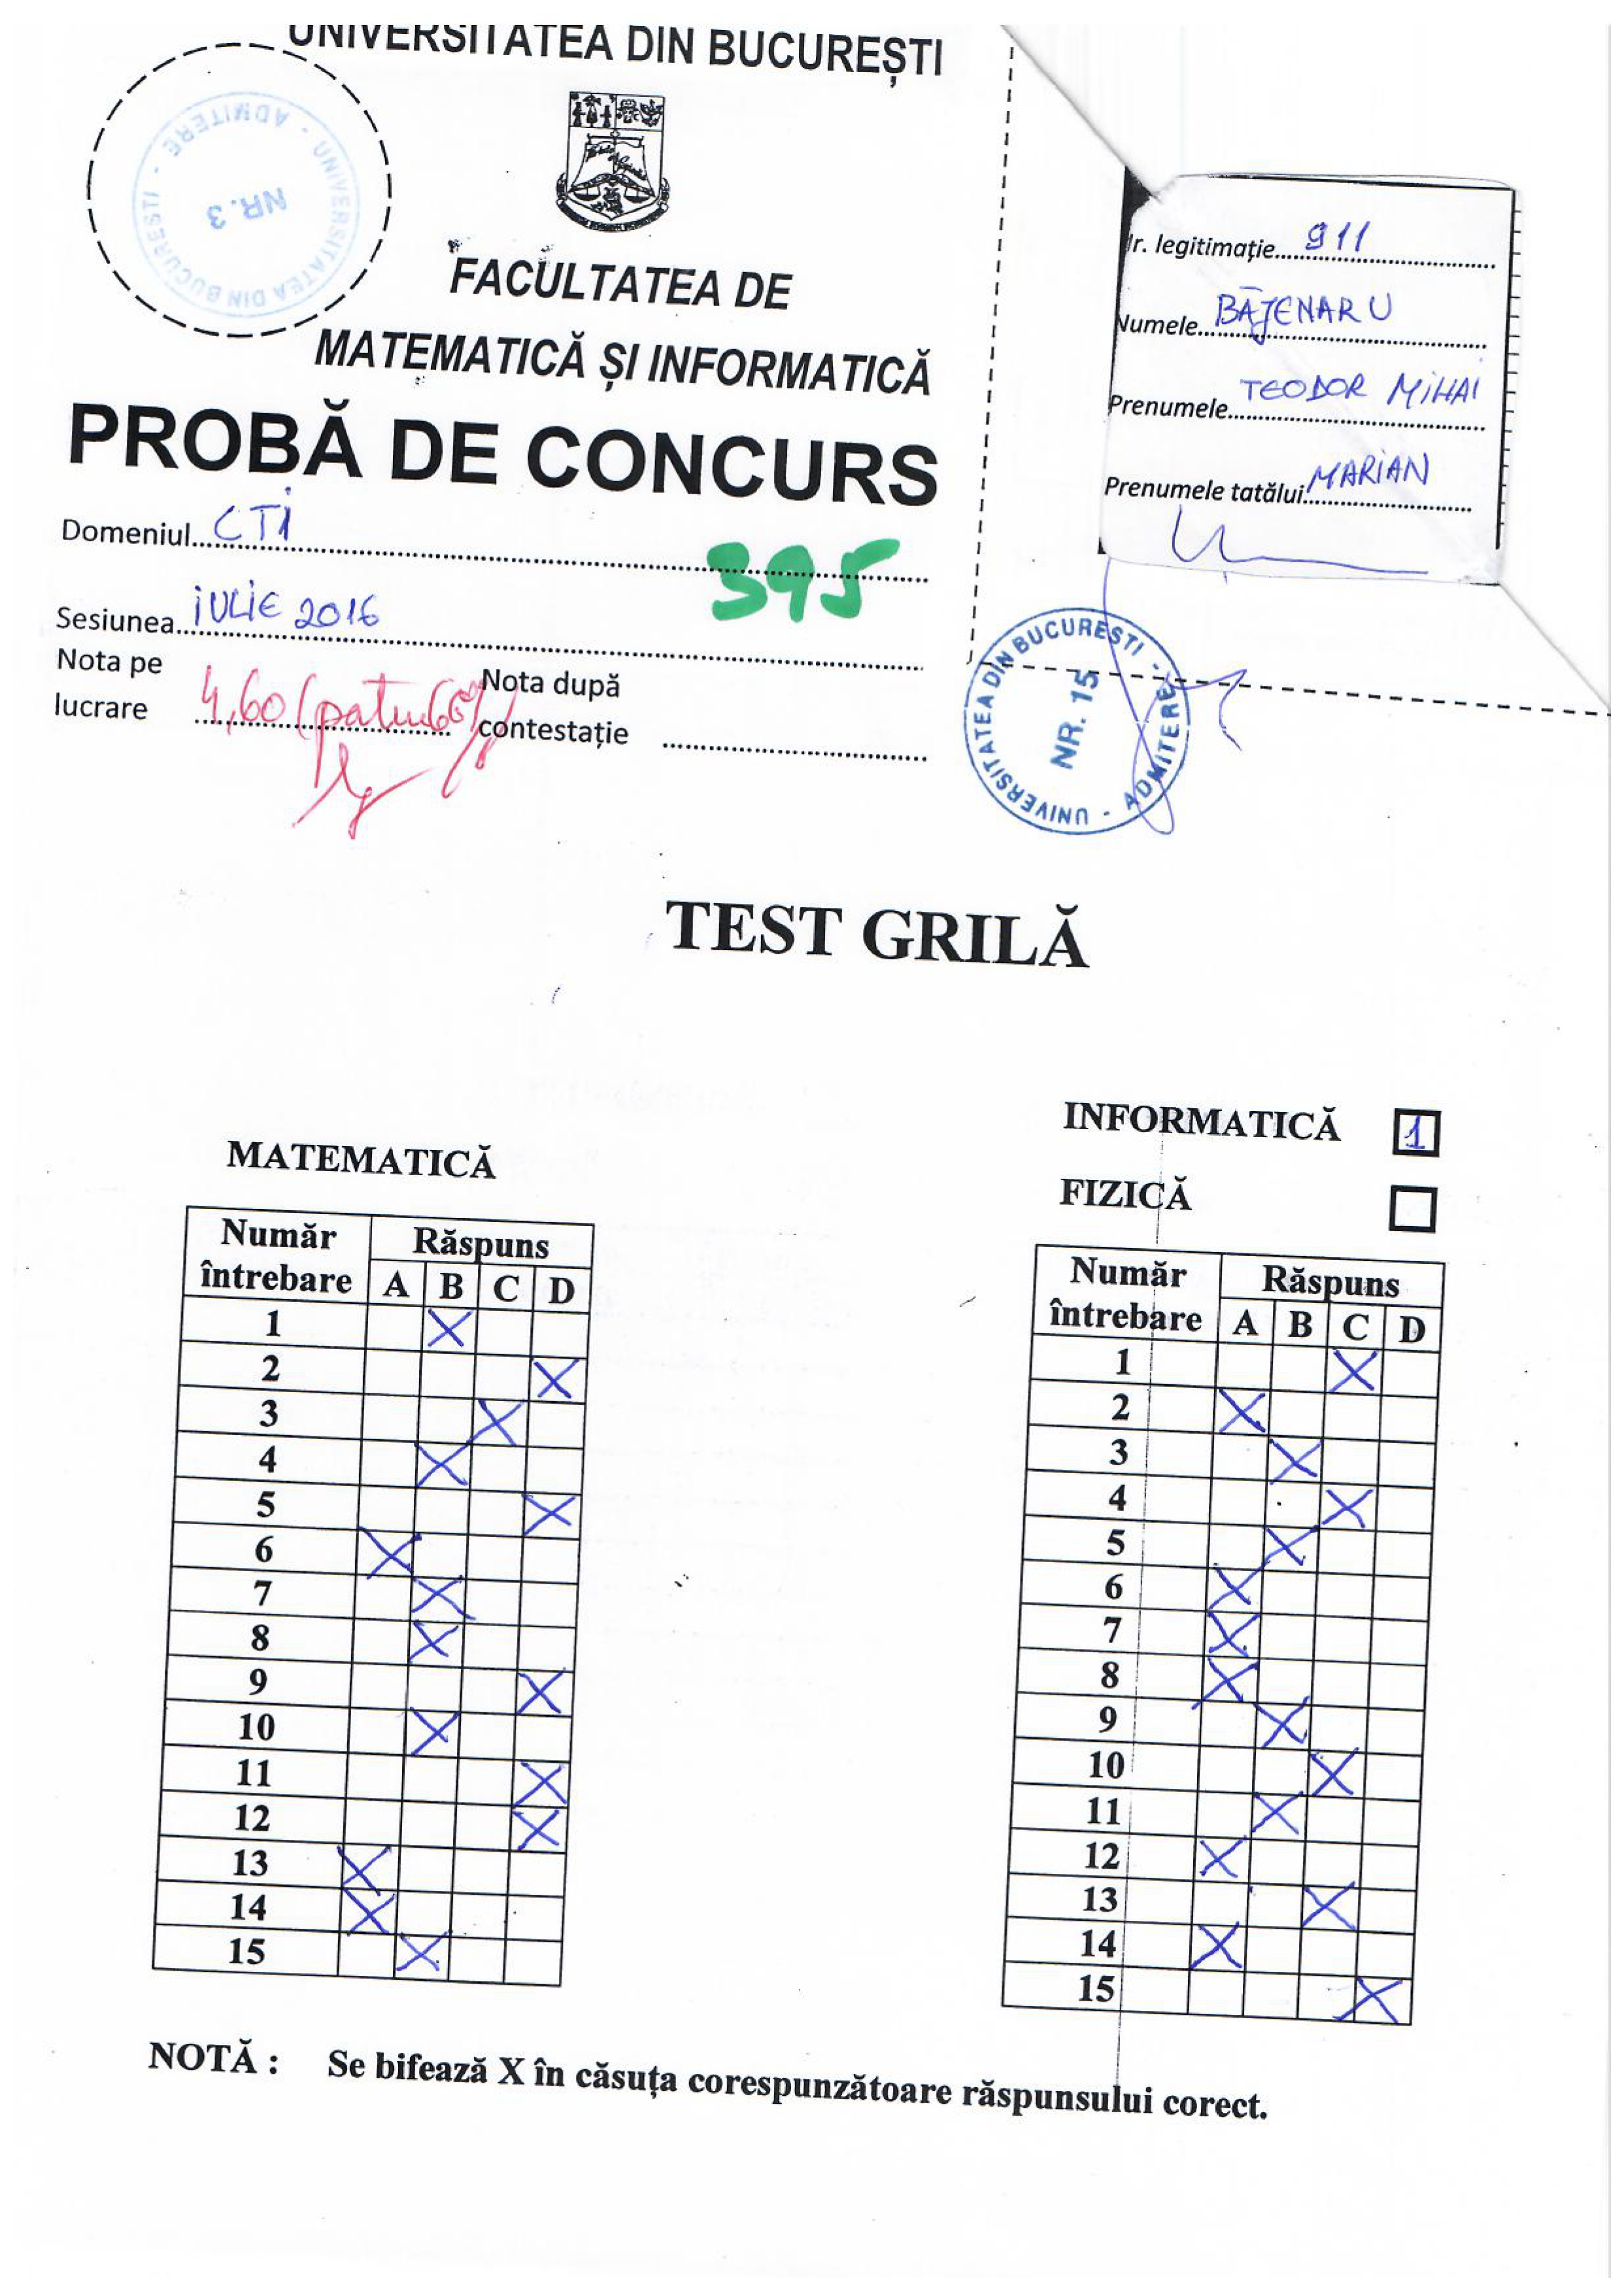 UNIVERSITATEA DIN BUCUREȘTI
UNIVERSITATEA DIN BUCURESTI - ADMITERE -
NR. 3
FACULTATEA DE
MATEMATICĂ ȘI INFORMATICĂ
PROBĂ DE CONCURS
Domeniul...CTI
395
Sesiunea...IULIE 2016
Nota pe lucrare 4,60 (patru 60%)
Nota după contestație
Nr. legitimație...911
Numele...BĂJENARU
Prenumele...TEODOR MIHAI
Prenumele tatălui...MARIAN
UNIVERSITATEA DIN BUCURESTI - ADMITERE -
NR. 15
TEST GRILĂ
MATEMATICĂ
Număr întrebare Răspuns
A B C D
1 X
2 X
3 X
4 X
5 X
6 X
7 X
8 X
9 X
10 X
11 X
12 X
13 X
14 X
15 X
INFORMATICĂ 1
FIZICĂ
Număr întrebare Răspuns
A B C D
1 X
2 X
3 X
4 X
5 X
6 X
7 X
8 X
9 X
10 X
11 X
12 X
13 X
14 X
15 X
NOTĂ : Se bifează X în căsuța corespunzătoare răspunsului corect.